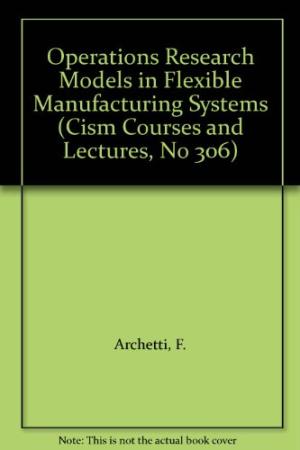 Operations Research
Models in Flexible
Manufacturing Systems
(Cism Courses and
Lectures, No 306)
Archetti, F.
Note: This is not the actual book cover